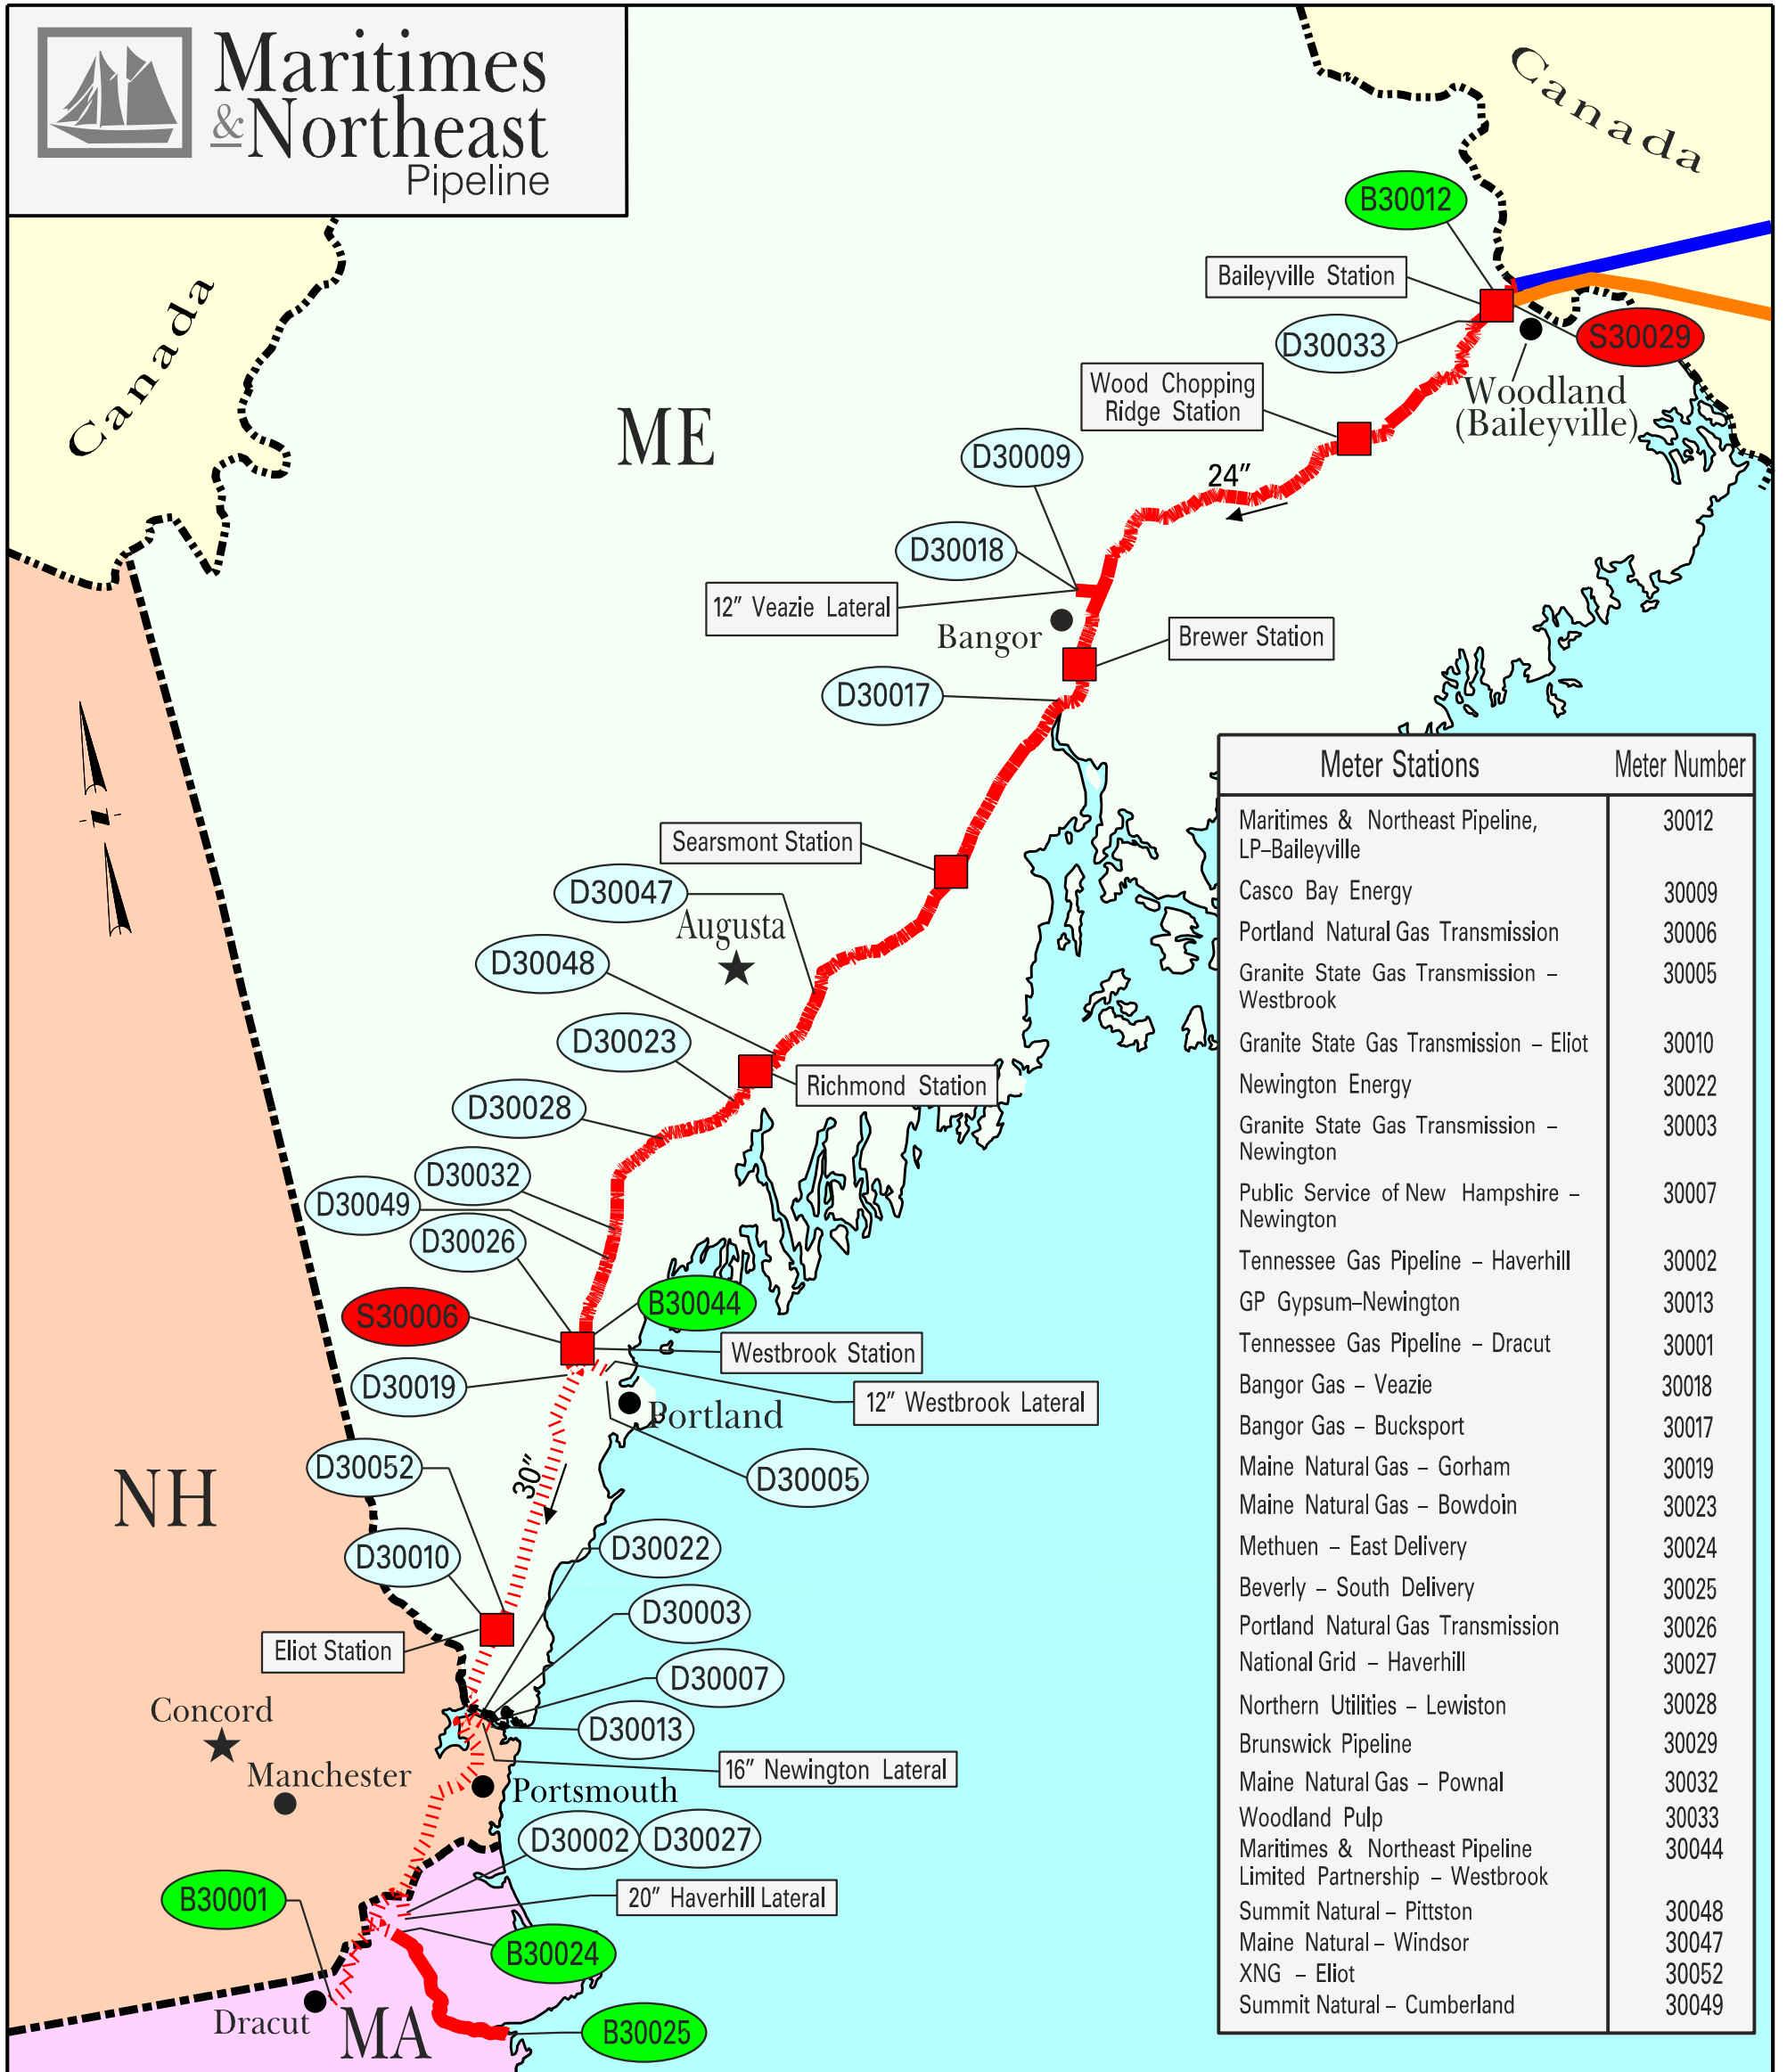 Maritimes
& Northeast
Pipeline
Canada
Canada
ME
B30012
Baileyville Station
D30033
S30029
Woodland
(Baileyville)
Wood Chopping
Ridge Station
24"
D30009
D30018
12" Veazie Lateral
Bangor
Brewer Station
D30017
N
Searsmont Station
D30047
Augusta
D30048
D30023
Richmond Station
D30028
D30032
D30049
D30026
B30044
S30006
Westbrook Station
D30019
12" Westbrook Lateral
Portland
D30052
D30005
30"
NH
D30010
D30022
D30003
Eliot Station
D30007
D30013
Concord
16" Newington Lateral
Manchester
Portsmouth
D30002
D30027
B30001
20" Haverhill Lateral
B30024
Dracut
MA
B30025
Meter Stations Meter Number
Maritimes & Northeast Pipeline, 30012
LP–Baileyville
Casco Bay Energy 30009
Portland Natural Gas Transmission 30006
Granite State Gas Transmission – 30005
Westbrook
Granite State Gas Transmission – Eliot 30010
Newington Energy 30022
Granite State Gas Transmission – 30003
Newington
Public Service of New Hampshire – 30007
Newington
Tennessee Gas Pipeline – Haverhill 30002
GP Gypsum–Newington 30013
Tennessee Gas Pipeline – Dracut 30001
Bangor Gas – Veazie 30018
Bangor Gas – Bucksport 30017
Maine Natural Gas – Gorham 30019
Maine Natural Gas – Bowdoin 30023
Methuen – East Delivery 30024
Beverly – South Delivery 30025
Portland Natural Gas Transmission 30026
National Grid – Haverhill 30027
Northern Utilities – Lewiston 30028
Brunswick Pipeline 30029
Maine Natural Gas – Pownal 30032
Woodland Pulp 30033
Maritimes & Northeast Pipeline 30044
Limited Partnership – Westbrook
Summit Natural – Pittston 30048
Maine Natural – Windsor 30047
XNG – Eliot 30052
Summit Natural – Cumberland 30049